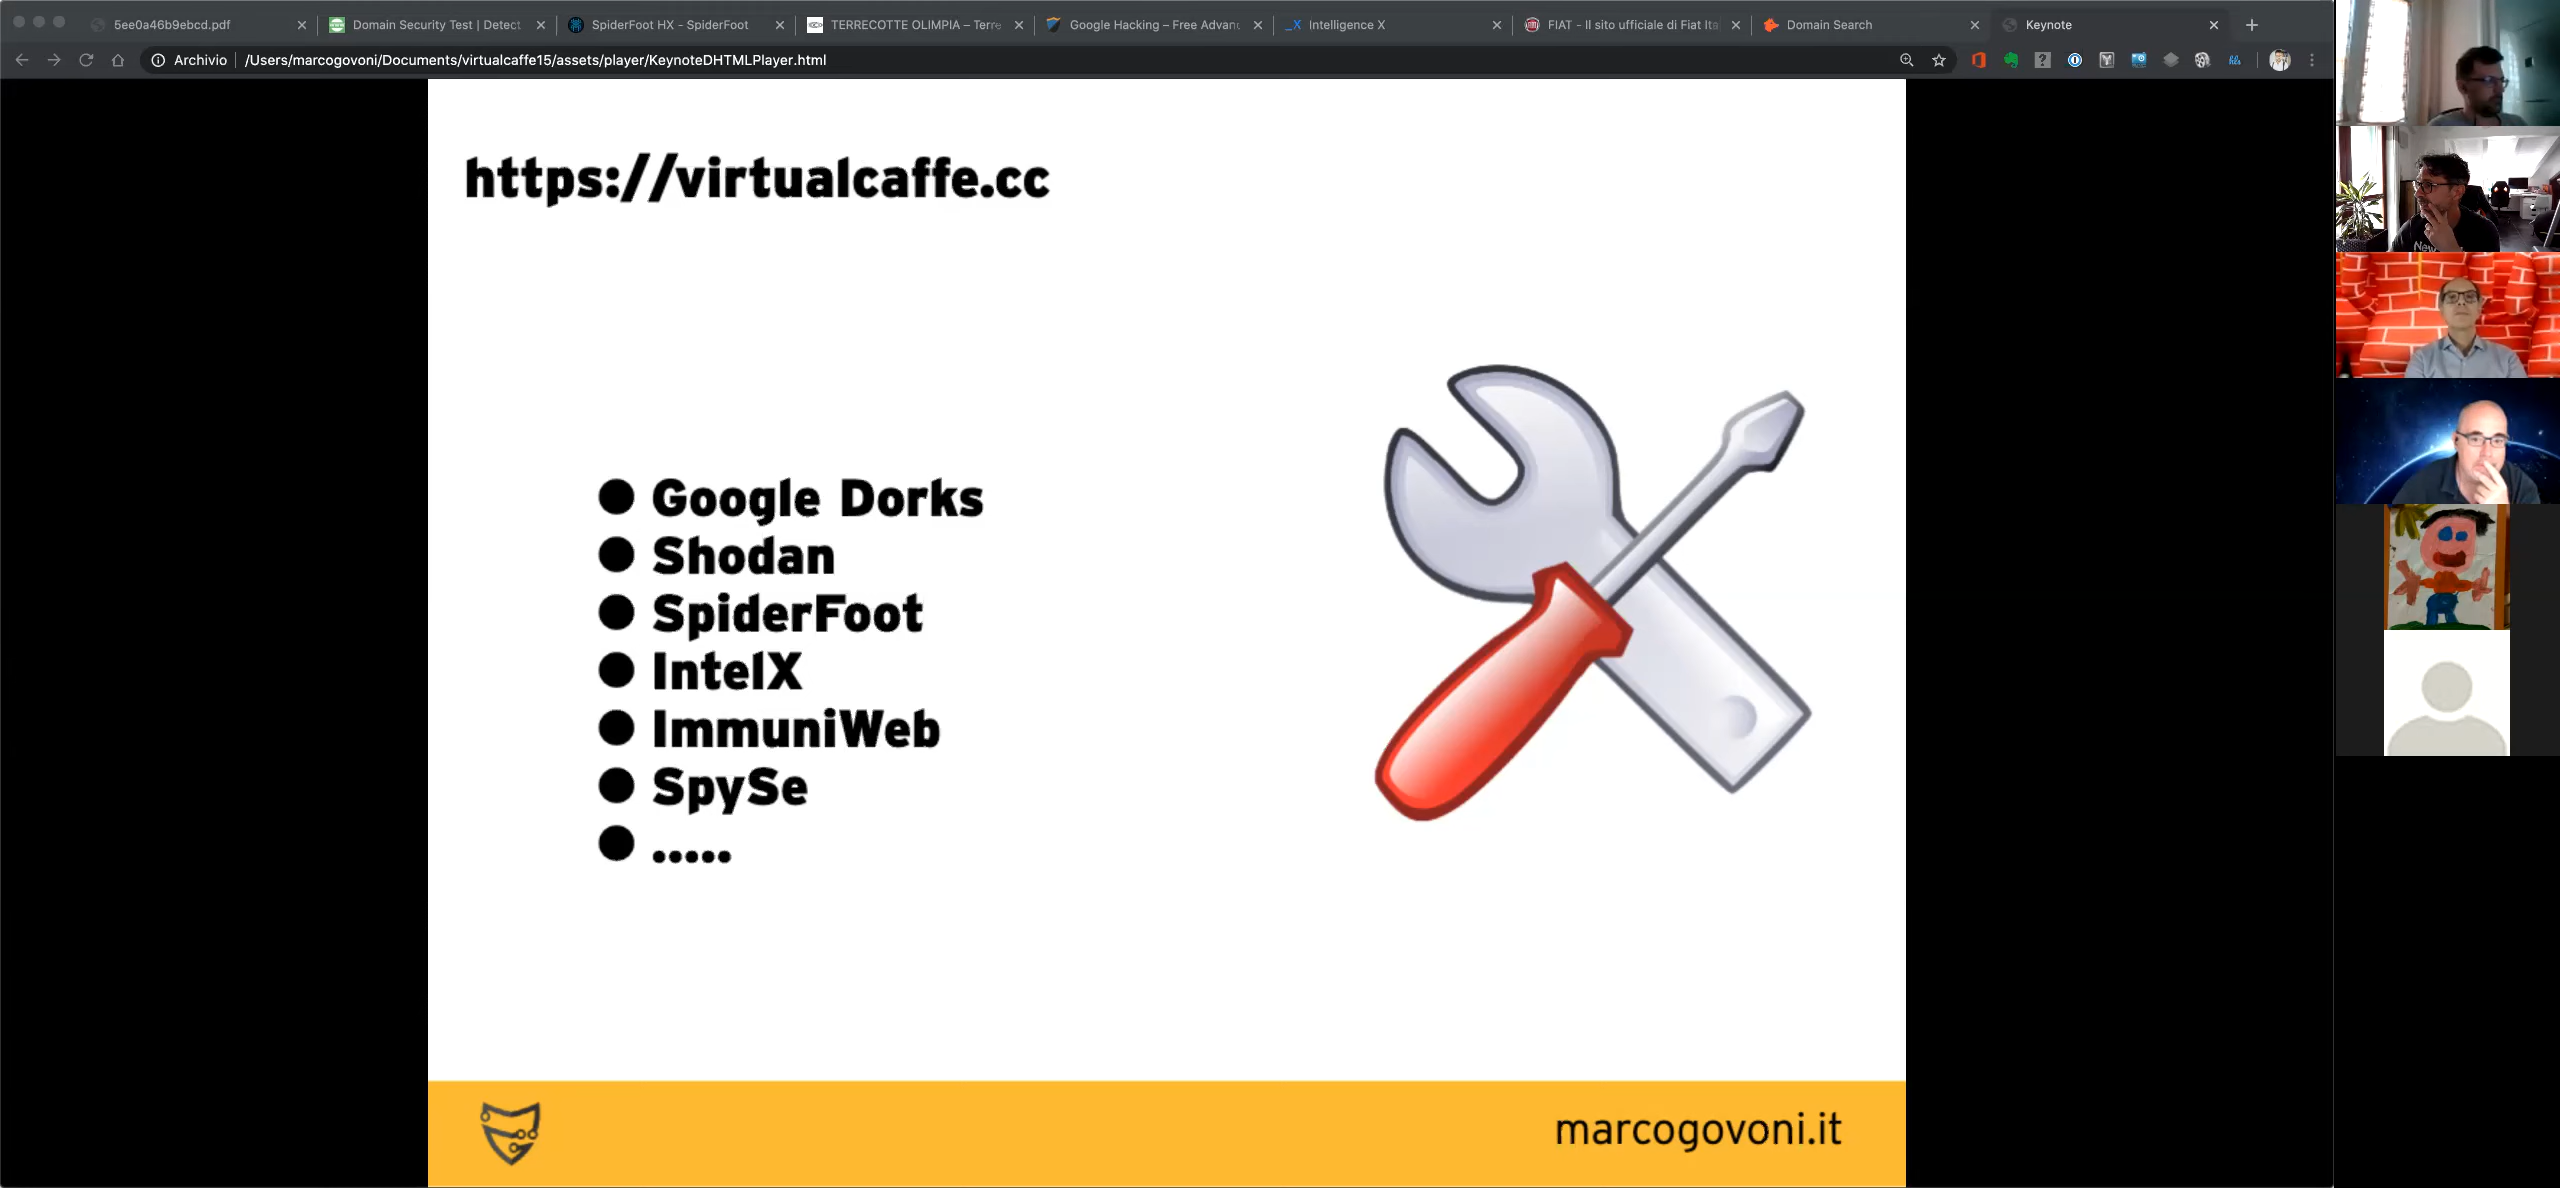 5ee0a46b9ebcd.pdf
Domain Security Test | Detect
SpiderFoot HX - SpiderFoot
TERRECOTTE OLIMPIA – Terre
Google Hacking – Free Advanc
Intelligence X
FIAT - Il sito ufficiale di Fiat Ita
Domain Search
Keynote
Archivio
/Users/marcogovoni/Documents/virtualcaffe15/assets/player/KeynoteDHTMLPlayer.html
https://virtualcaffe.cc
● Google Dorks
● Shodan
● SpiderFoot
● IntelX
● ImmuniWeb
● SpySe
● .....
marcogovoni.it
New